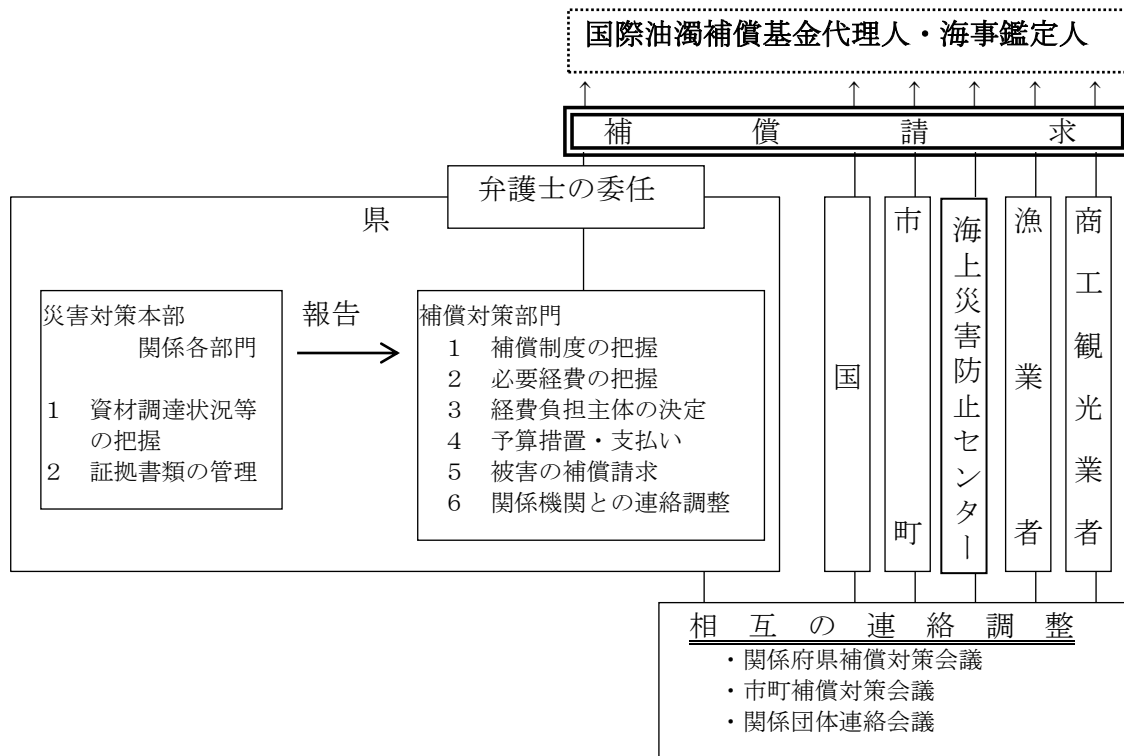 国際油濁補償基金代理人・海事鑑定人
↑ ↑ ↑ ↑ ↑ ↑
補償請求
弁護士の委任
県
災害対策本部
関係各部門
1 資材調達状況等
の把握
2 証拠書類の管理
報告
補償対策部門
1 補償制度の把握
2 必要経費の把握
3 経費負担主体の決定
4 予算措置・支払い
5 被害の補償請求
6 関係機関との連絡調整
国
市町
海上災害防止センター
漁業者
商工観光業者
相互の連絡調整
・関係府県補償対策会議
・市町補償対策会議
・関係団体連絡会議